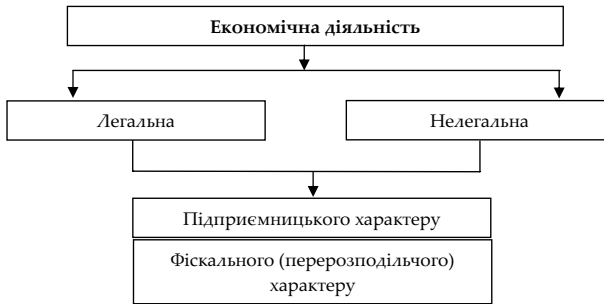 Економічна діяльність
Легальна
Нелегальна
Підприємницького характеру
Фіскального (перерозподільчого)
характеру